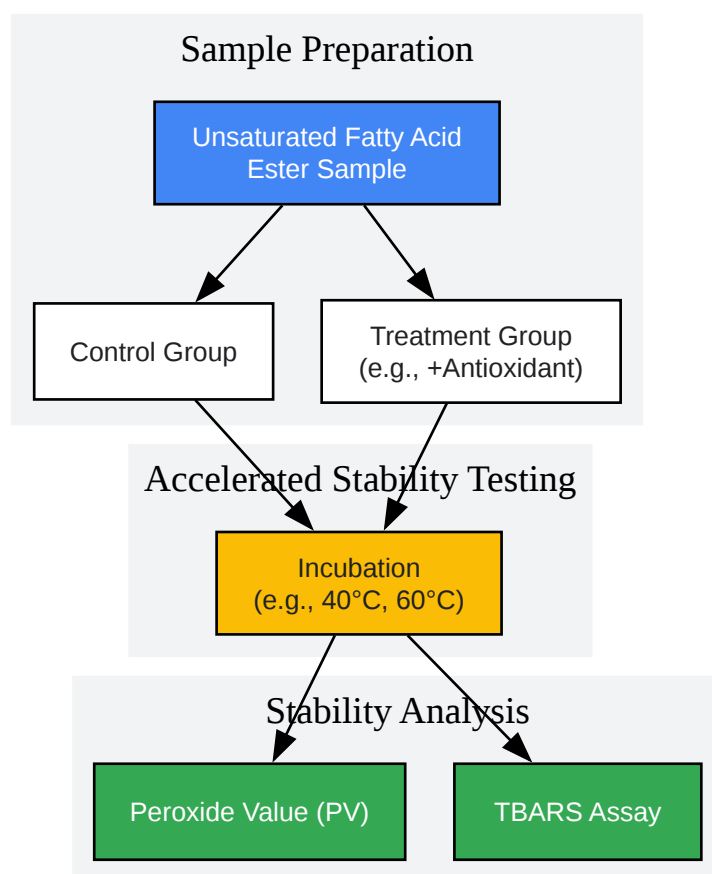 Sample Preparation
Unsaturated Fatty Acid
Ester Sample
Control Group
Treatment Group
(e.g., +Antioxidant)
Accelerated Stability Testing
Incubation
(e.g., 40°C, 60°C)
Stability Analysis
Peroxide Value (PV)
TBARS Assay